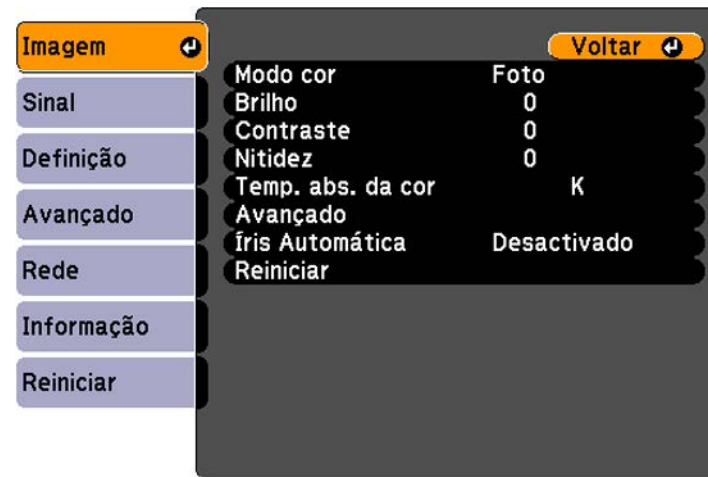 Imagem
Sinal
Definição
Avançado
Rede
Informação
Reiniciar
Voltar
Modo cor Foto
Brilho 0
Contraste 0
Nitidez 0
Temp. abs. da cor K
Avançado
Íris Automática Desactivado
Reiniciar